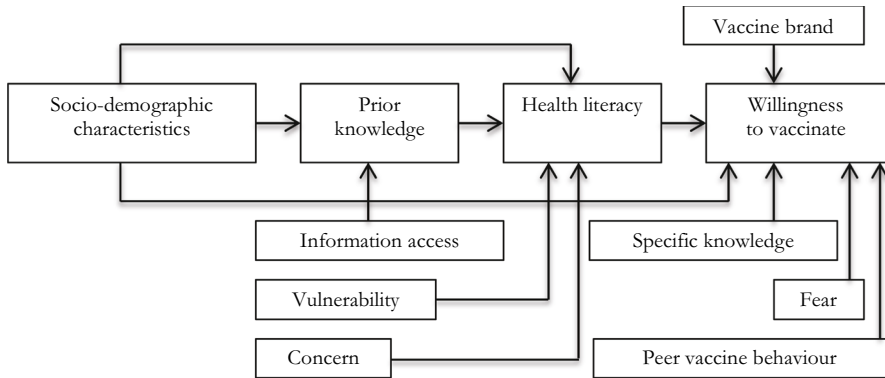 Vaccine brand
Socio-demographic
characteristics
Prior
knowledge
Health literacy
Willingness
to vaccinate
Information access
Specific knowledge
Vulnerability
Fear
Concern
Peer vaccine behaviour